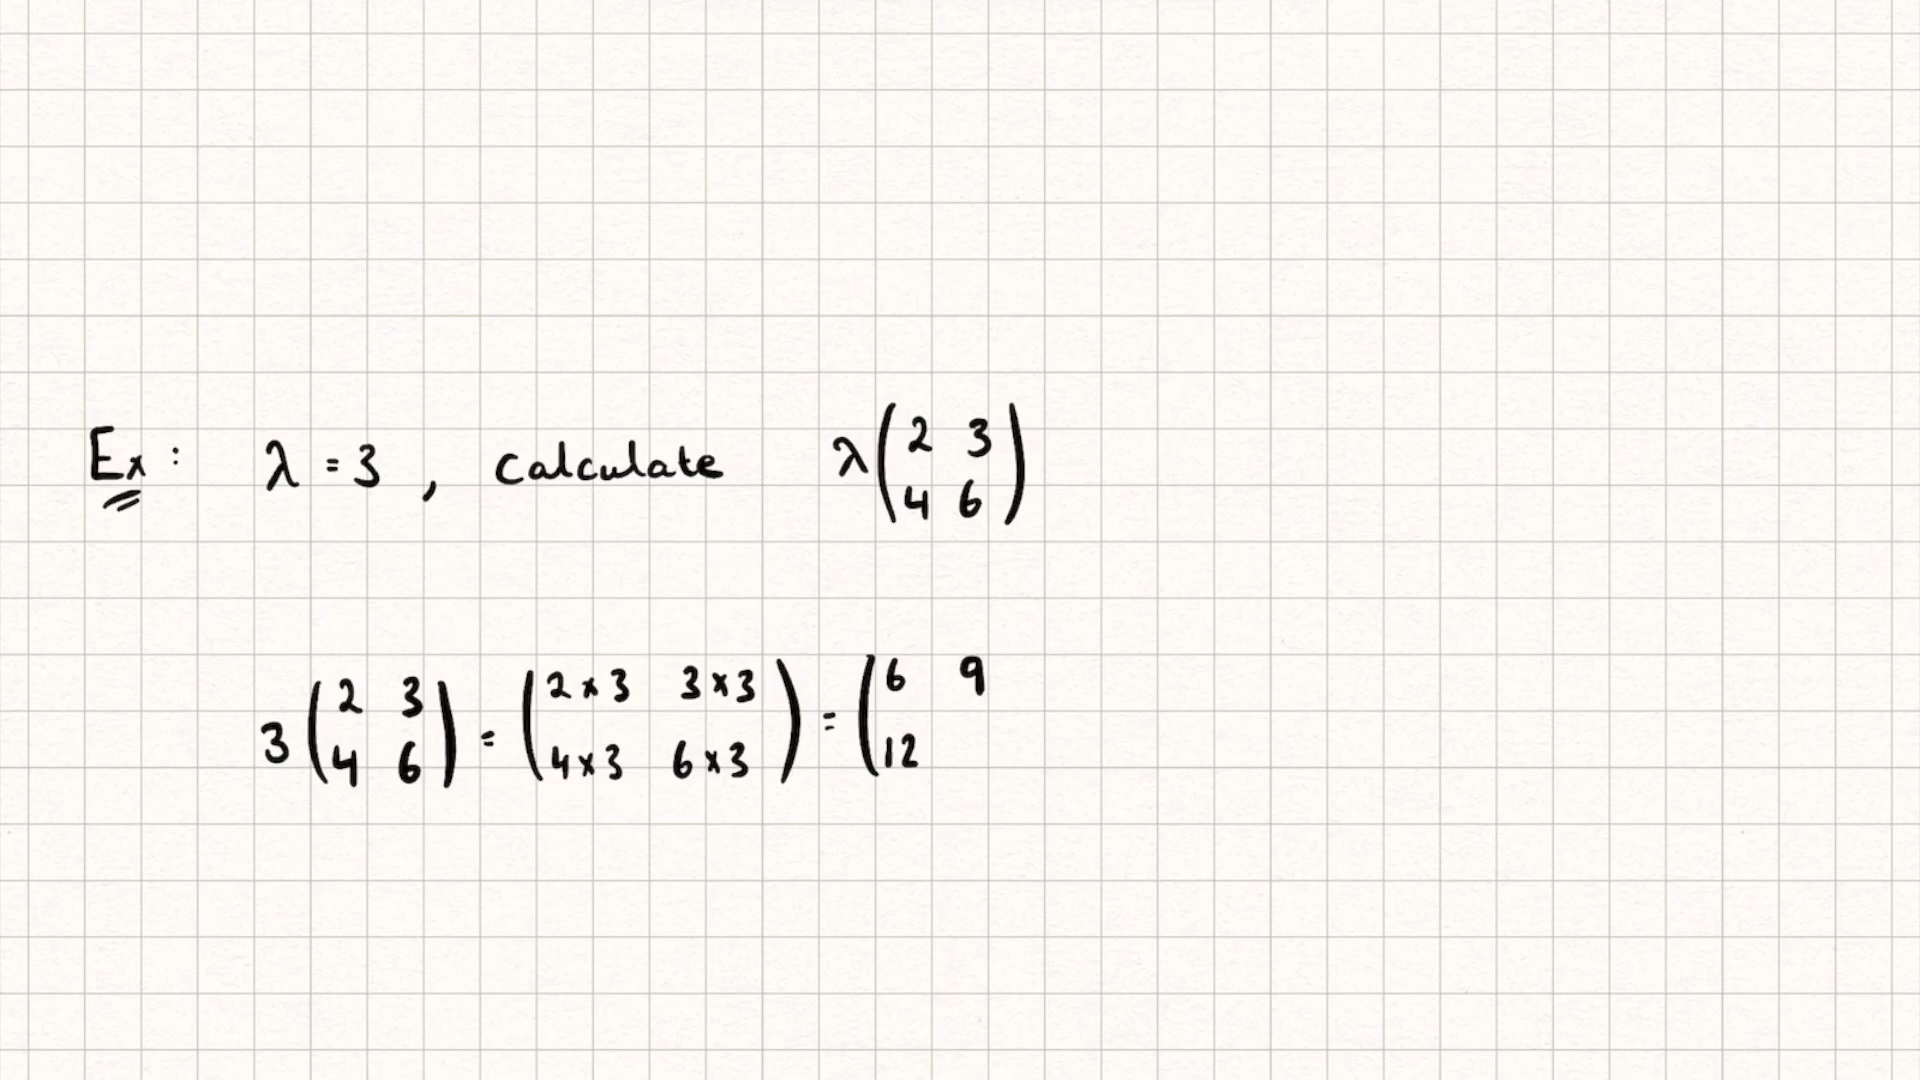 Ex : λ = 3 , calculate λ(2 3
4 6)
3(2 3
4 6) = (2 × 3 3 × 3
4 × 3 6 × 3) = (6 9
12